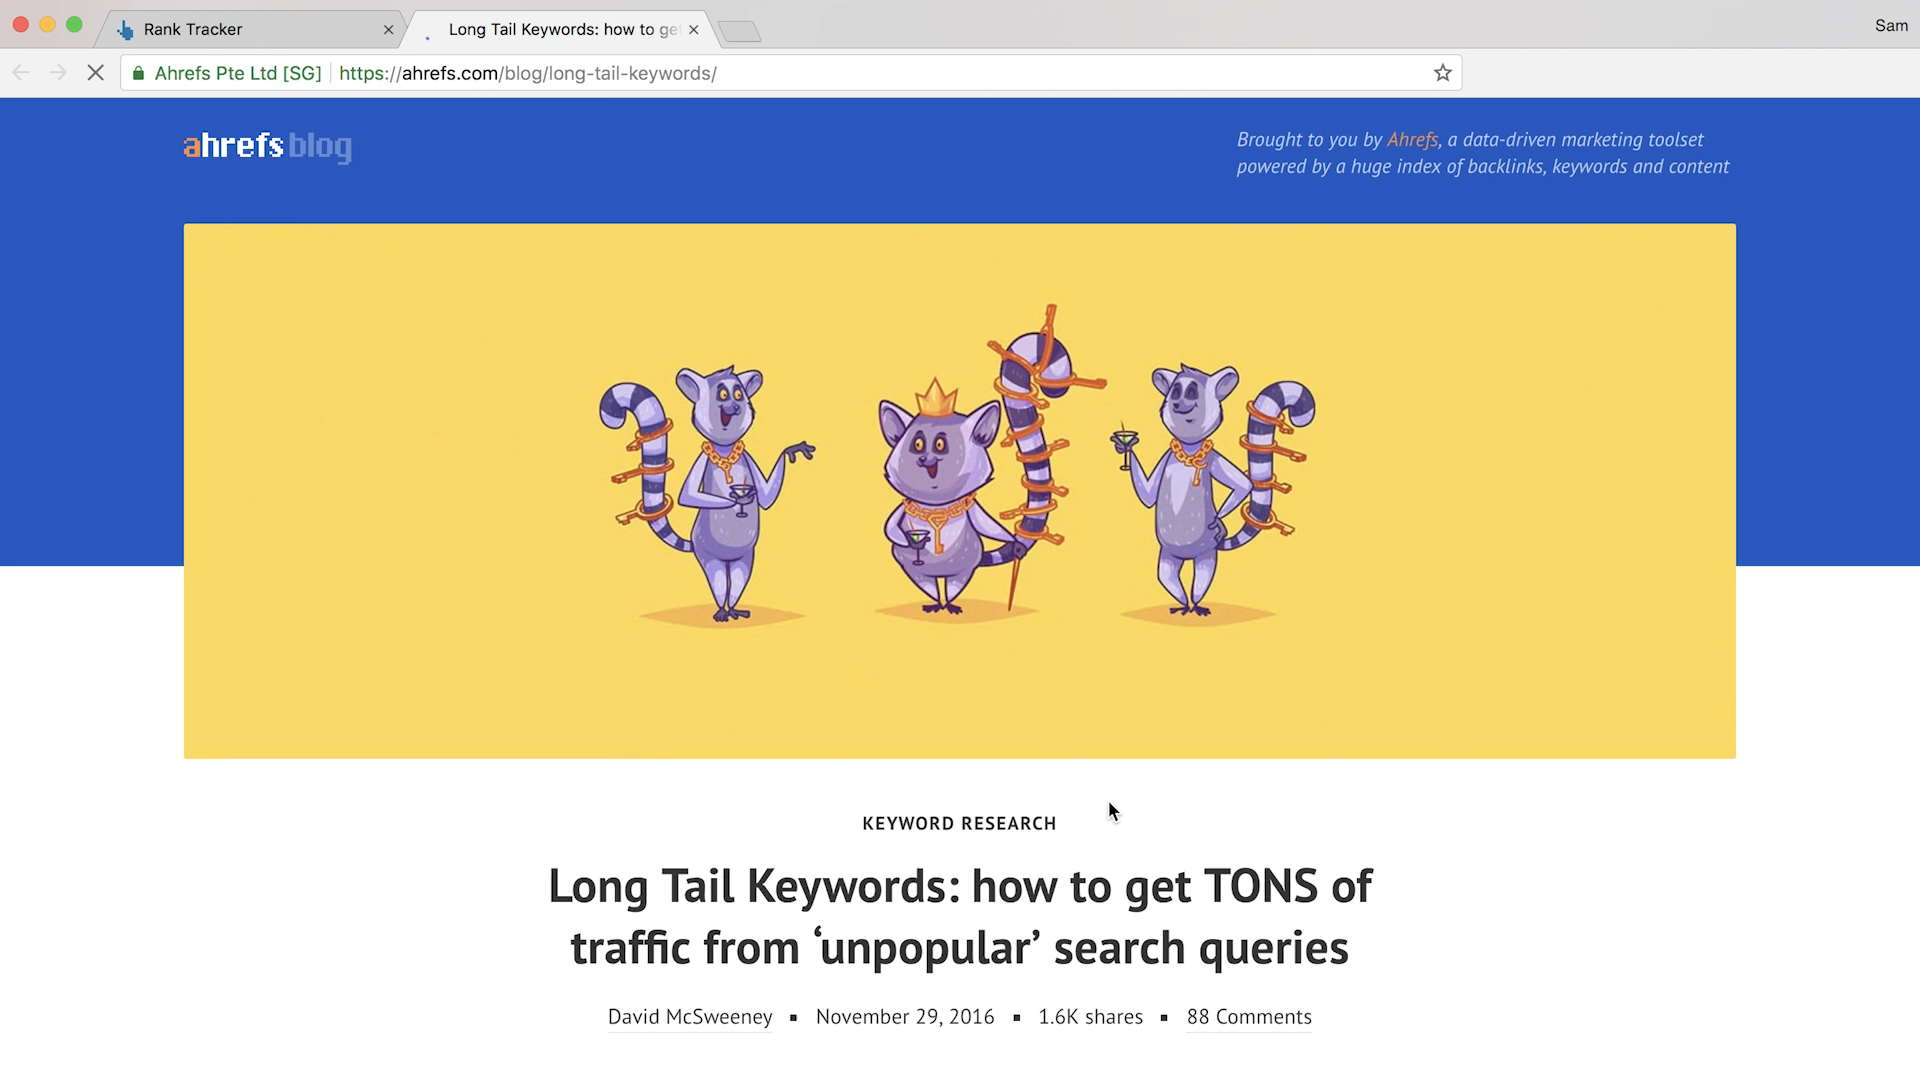 Rank Tracker
Long Tail Keywords: how to ge
Sam
Ahrefs Pte Ltd [SG]
https://ahrefs.com/blog/long-tail-keywords/
ahrefs blog
Brought to you by Ahrefs, a data-driven marketing toolset
powered by a huge index of backlinks, keywords and content
KEYWORD RESEARCH
Long Tail Keywords: how to get TONS of
traffic from ‘unpopular’ search queries
David McSweeney ▪ November 29, 2016 ▪ 1.6K shares ▪ 88 Comments